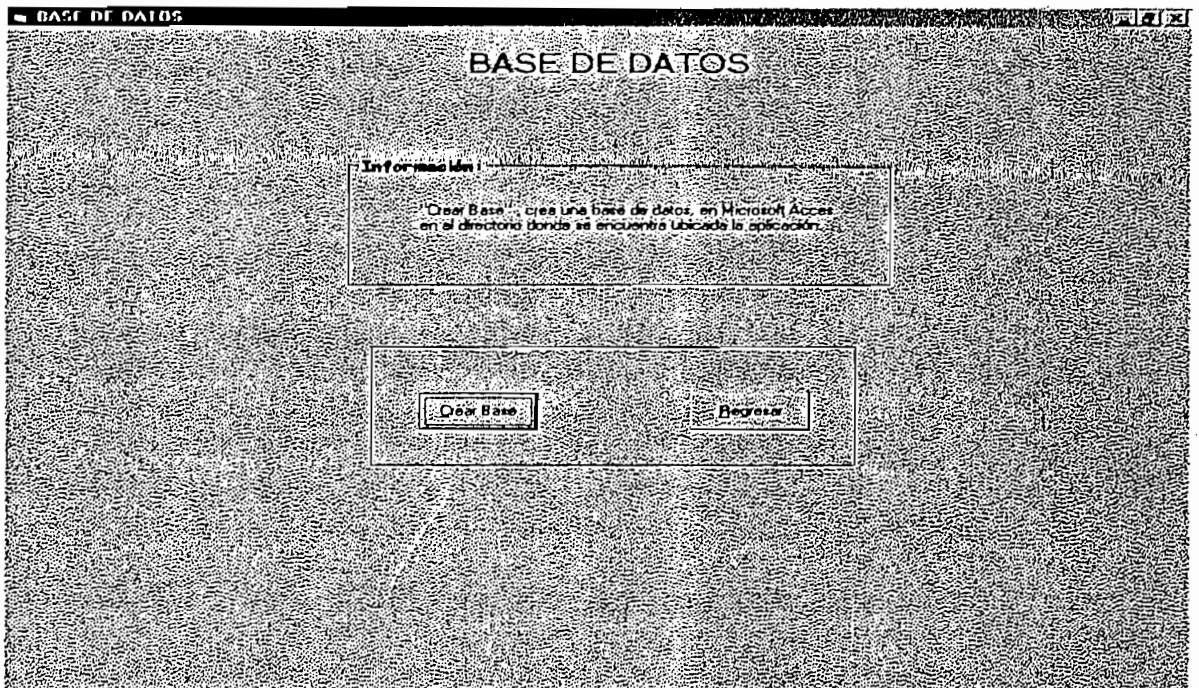 BASE DE DATOS
BASE DE DATOS
Información:
"Crear Base", crea una base de datos, en Microsoft Acces
en el directorio donde se encuentra ubicada la aplicación.
Crear Base
Regresar